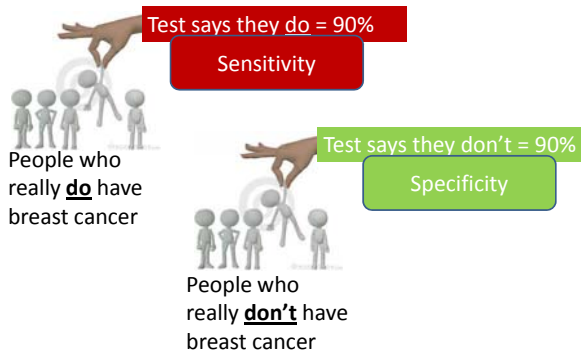 Test says they do = 90%
Sensitivity
People who
really do have
breast cancer
Test says they don't = 90%
Specificity
People who
really don't have
breast cancer